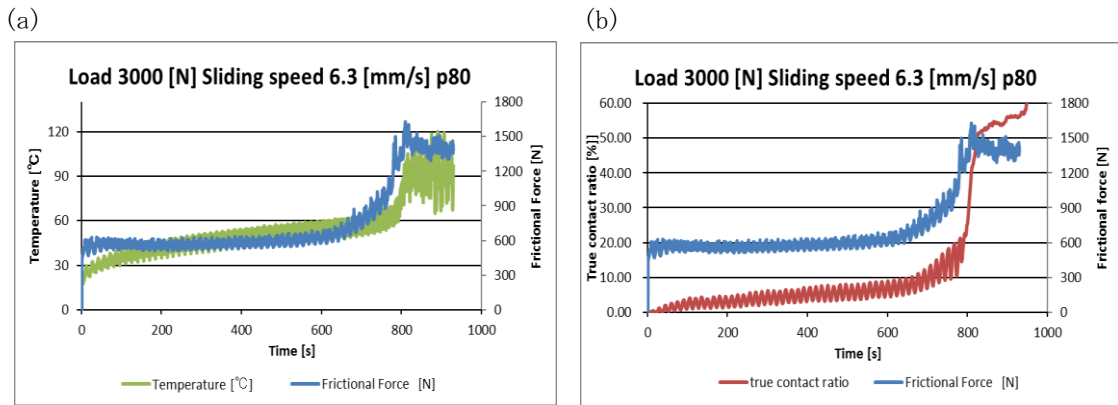 (a)
(b)
Load 3000 [N] Sliding speed 6.3 [mm/s] p80
Temperature [℃]
120
90
60
30
0
1800
1500
1200
900
600
300
0
Frictional Force [N]
0 200 400 600 800 1000
Time [s]
Temperature [℃] Frictional Force [N]
Load 3000 [N] Sliding speed 6.3 [mm/s] p80
True contact ratio [%]]
60.00
50.00
40.00
30.00
20.00
10.00
0.00
1800
1500
1200
900
600
300
0
Frictional Force [N]
0 200 400 600 800 1000
Time [s]
true contact ratio Frictional Force [N]